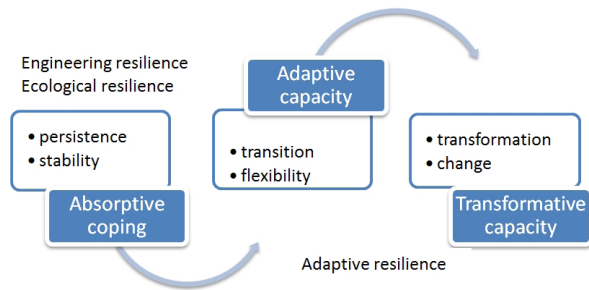 Engineering resilience
Ecological resilience
• persistence
• stability
Absorptive
coping
Adaptive
capacity
• transition
• flexibility
• transformation
• change
Transformative
capacity
Adaptive resilience